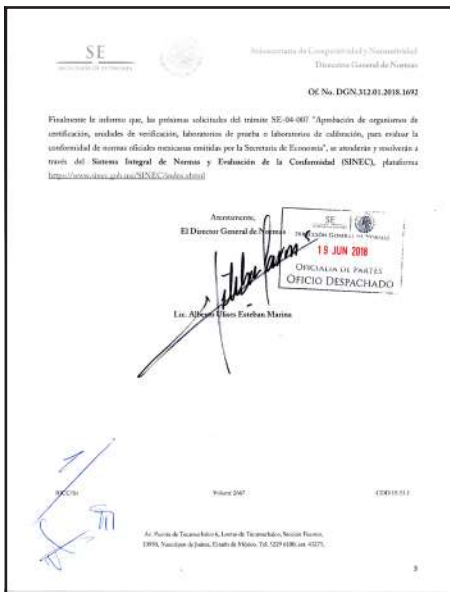 SE
SECRETARÍA DE ECONOMÍA
Subsecretaría de Competitividad y Normatividad
Dirección General de Normas
Of. No. DGN.312.01.2018.1692
Finalmente le informo que, las próximas solicitudes del trámite SE-04-007 "Aprobación de organismos de
certificación, unidades de verificación, laboratorios de prueba o laboratorios de calibración, para evaluar la
conformidad de normas oficiales mexicanas emitidas por la Secretaría de Economía", se atenderán y resolverán a
través del Sistema Integral de Normas y Evaluación de la Conformidad (SINEC), plataforma
https://www.sinec.gob.mx/SINEC/index.xhtml
Atentamente,
El Director General de Normas
SE
DIRECCIÓN GENERAL DE NORMAS
19 JUN 2018
OFICIALIA DE PARTES
OFICIO DESPACHADO
Lic. Alberto Ulises Esteban Marina
Volante 2667
Av. Puente de Tecamachalco 6, Lomas de Tecamachalco, Sección Fuentes,
53950, Naucalpan de Juárez, Estado de México. Tel. 5229 6100, ext. 43275,
3